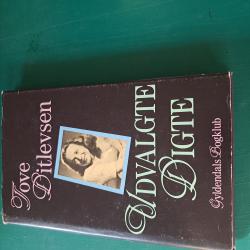 Tove
Ditlevsen
UDVALGTE
DIGTE
Gyldendals Bogklub